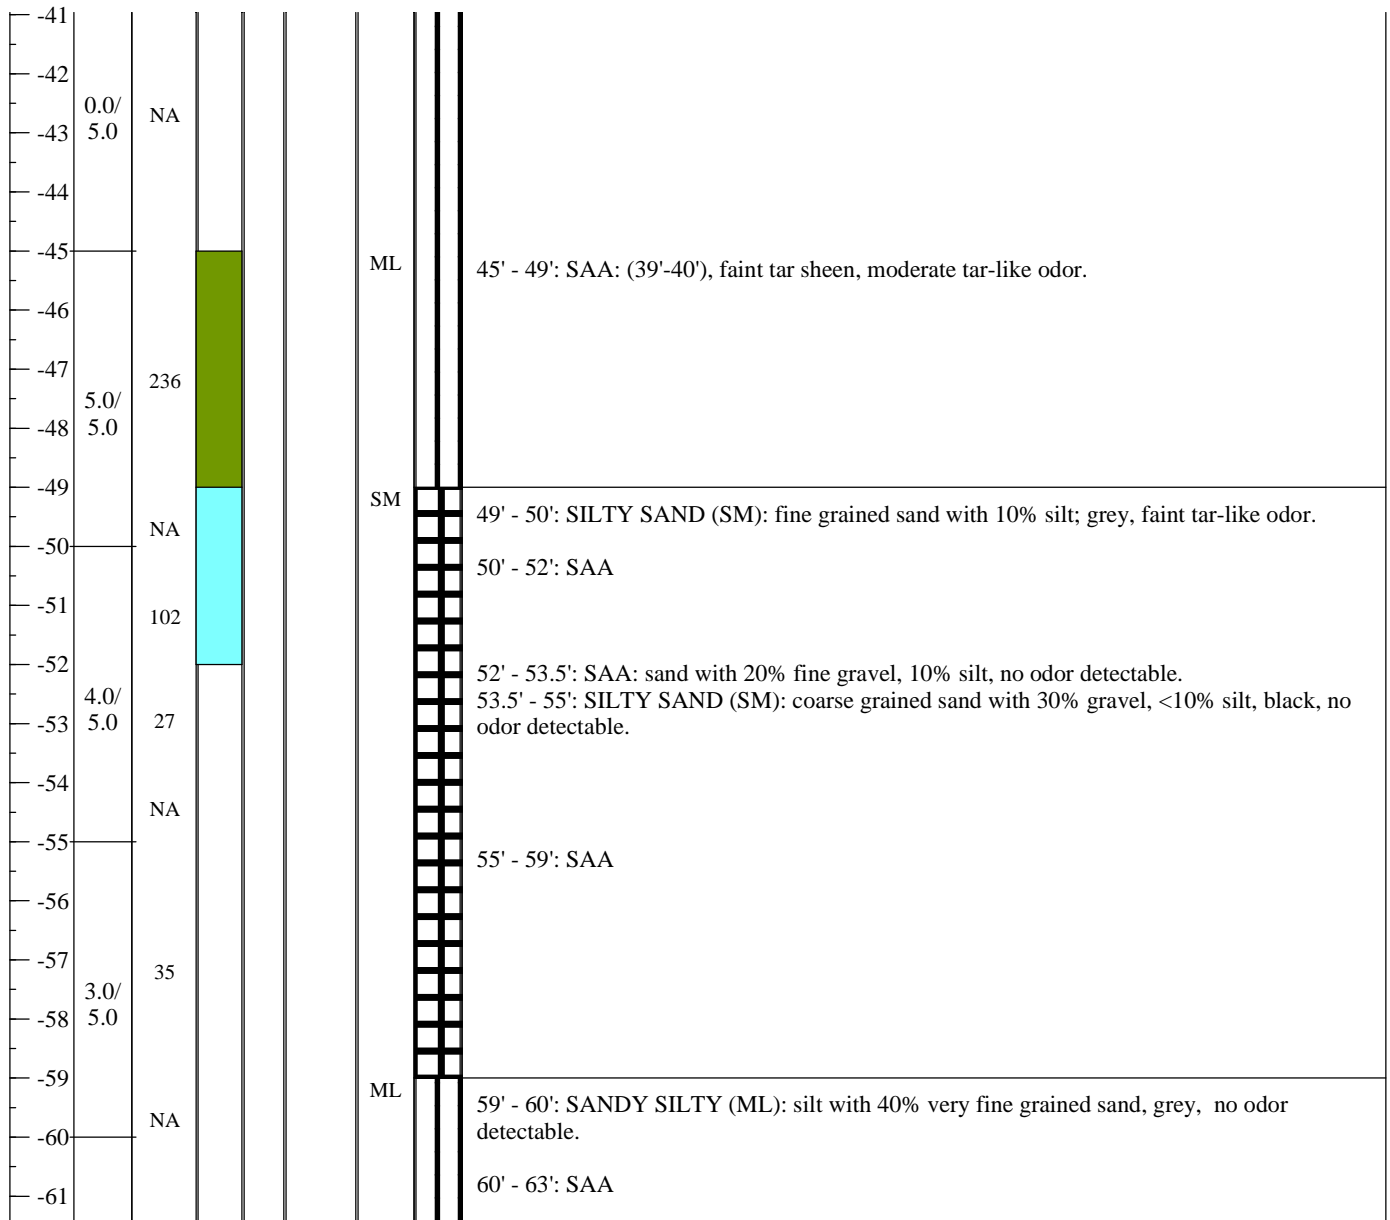 -41
-42
0.0/
5.0
NA
-43
-44
-45
ML
45' - 49': SAA: (39'-40'), faint tar sheen, moderate tar-like odor.
-46
-47
236
5.0/
5.0
-48
-49
SM
49' - 50': SILTY SAND (SM): fine grained sand with 10% silt; grey, faint tar-like odor.
NA
-50
50' - 52': SAA
-51
102
-52
52' - 53.5': SAA: sand with 20% fine gravel, 10% silt, no odor detectable.
4.0/
5.0
27
53.5' - 55': SILTY SAND (SM): coarse grained sand with 30% gravel, <10% silt, black, no
odor detectable.
-53
-54
NA
-55
55' - 59': SAA
-56
-57
35
3.0/
5.0
-58
-59
ML
59' - 60': SANDY SILTY (ML): silt with 40% very fine grained sand, grey,  no odor
detectable.
NA
-60
60' - 63': SAA
-61